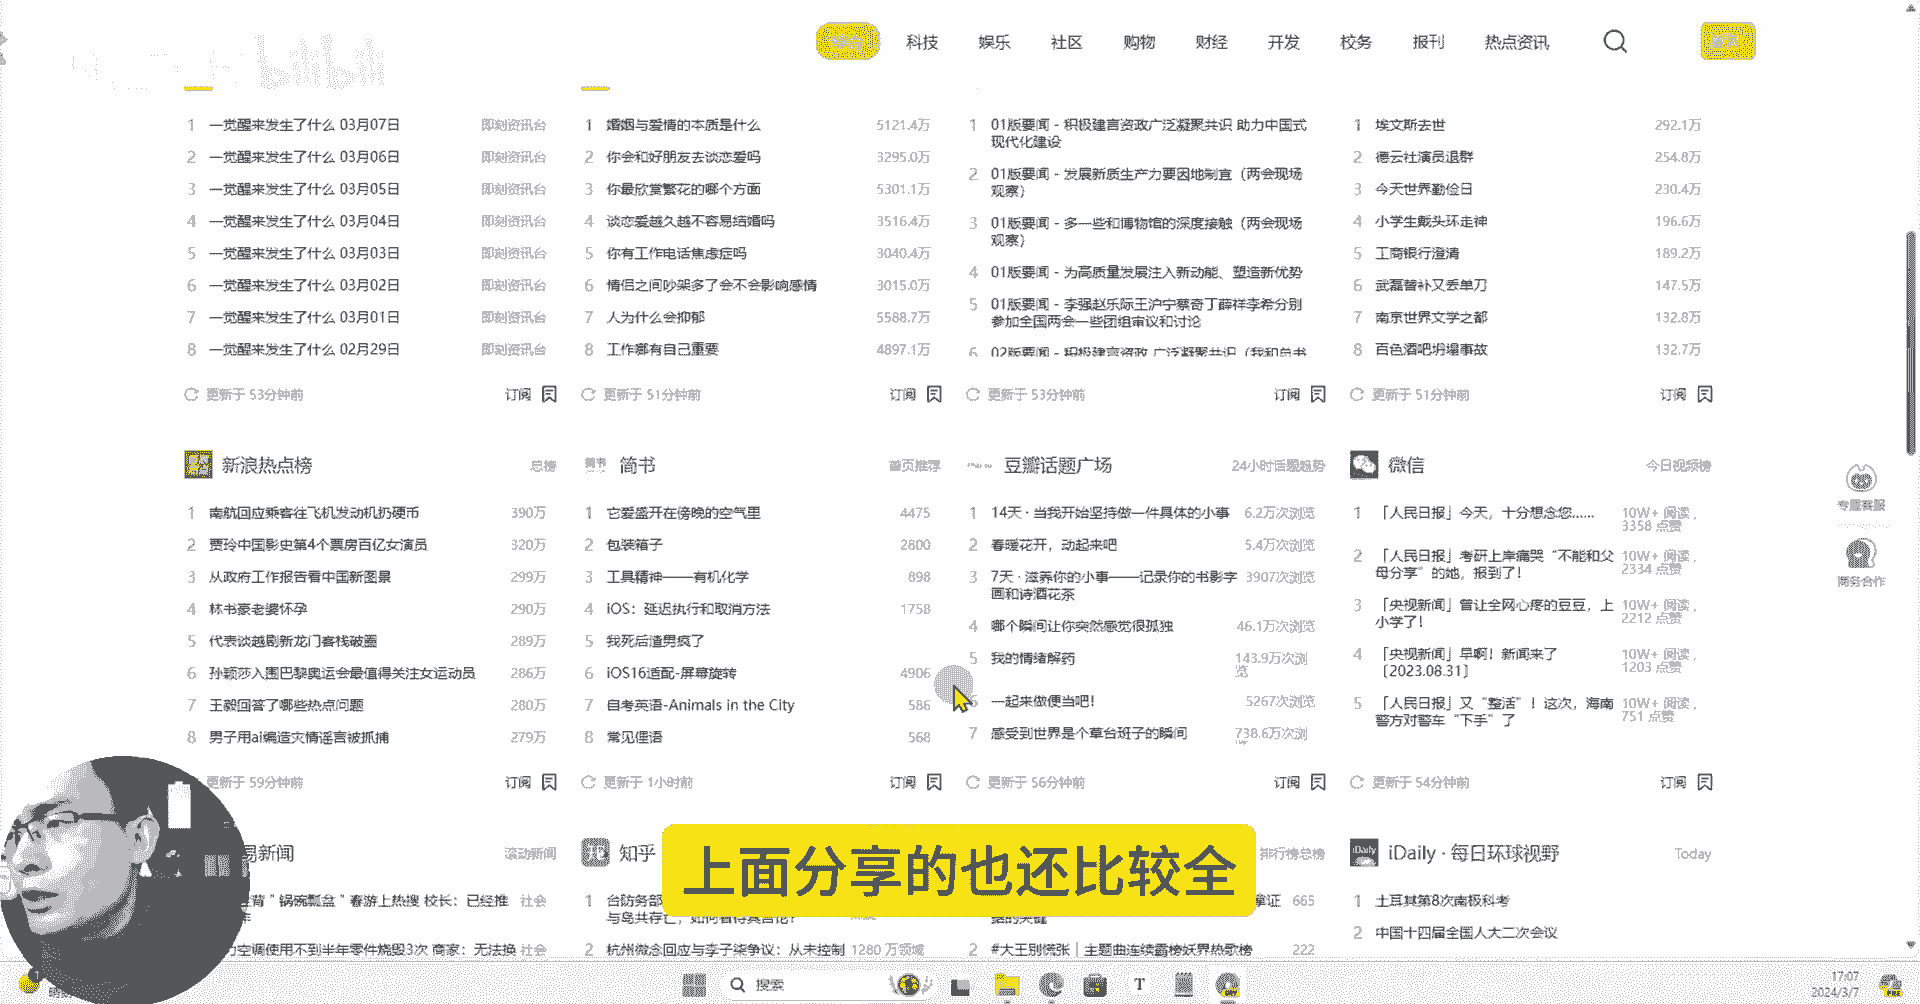 bilibili
科技 娱乐 社区 购物 财经 开发 校务 报刊 热点资讯
1 一觉醒来发生了什么 03月07日 即刻资讯台
2 一觉醒来发生了什么 03月06日 即刻资讯台
3 一觉醒来发生了什么 03月05日 即刻资讯台
4 一觉醒来发生了什么 03月04日 即刻资讯台
5 一觉醒来发生了什么 03月03日 即刻资讯台
6 一觉醒来发生了什么 03月02日 即刻资讯台
7 一觉醒来发生了什么 03月01日 即刻资讯台
8 一觉醒来发生了什么 02月29日 即刻资讯台
更新于 53分钟前 订阅
1 婚姻与爱情的本质是什么 5121.4万
2 你会和好朋友去谈恋爱吗 3295.0万
3 你最欣赏繁花的哪个方面 5301.1万
4 谈恋爱越久越不容易结婚吗 3516.4万
5 你有工作电话焦虑症吗 3040.4万
6 情侣之间吵架多了会不会影响感情 3015.0万
7 人为什么会抑郁 5588.7万
8 工作哪有自己重要 4897.1万
更新于 51分钟前 订阅
1 01版要闻 - 积极建言资政广泛凝聚共识 助力中国式
现代化建设
2 01版要闻 - 发展新质生产力要因地制宜（两会现场
观察）
3 01版要闻 - 多一些和博物馆的深度接触（两会现场
观察）
4 01版要闻 - 为高质量发展注入新动能、塑造新优势
5 01版要闻 - 李强赵乐际王沪宁蔡奇丁薛祥李希分别
参加全国两会一些团组审议和讨论
6 02版要闻 - 积极建言资政 广泛凝聚共识（我和总书
更新于 53分钟前 订阅
1 埃文斯去世 292.1万
2 德云社演员退群 254.8万
3 今天世界勤俭日 230.4万
4 小学生戴头环走神 196.6万
5 工商银行澄清 189.2万
6 武磊替补又丢单刀 147.5万
7 南京世界文学之都 132.8万
8 百色酒吧坍塌事故 132.7万
更新于 51分钟前 订阅
新浪热点榜 总榜
1 南航回应乘客往飞机发动机扔硬币 390万
2 贾玲中国影史第4个票房百亿女演员 320万
3 从政府工作报告看中国新图景 299万
4 林书豪老婆怀孕 290万
5 代表谈越剧新龙门客栈破圈 289万
6 孙颖莎入围巴黎奥运会最值得关注女运动员 286万
7 王毅回答了哪些热点问题 280万
8 男子用ai编造灾情谣言被抓捕 279万
更新于 59分钟前 订阅
简书 简书 首页推荐
1 它爱盛开在傍晚的空气里 4475
2 包装箱子 2800
3 工具精神——有机化学 898
4 iOS：延迟执行和取消方法 1758
5 我死后渣男疯了
6 iOS16适配-屏幕旋转 4906
7 自考英语-Animals in the City 586
8 常见俚语 568
更新于 1小时前 订阅
豆瓣话题广场 24小时话题趋势
1 14天 · 当我开始坚持做一件具体的小事 6.2万次浏览
2 春暖花开，动起来吧 5.4万次浏览
3 7天 · 滋养你的小事——记录你的书影字 3907次浏览
画和诗酒花茶
4 哪个瞬间让你突然感觉很孤独 46.1万次浏览
5 我的情绪解药 143.9万次浏
览
一起来做便当吧！ 5267次浏览
7 感受到世界是个草台班子的瞬间 738.6万次浏
更新于 56分钟前 订阅
微信 今日视频榜
1 「人民日报」今天，十分想念您…… 10W+ 阅读，
3358 点赞
2 「人民日报」考研上岸痛哭“不能和父 10W+ 阅读，
母分享”的她，报到了！ 2334 点赞
3 「央视新闻」曾让全网心疼的豆豆，上 10W+ 阅读，
小学了！ 2212 点赞
4 「央视新闻」早啊！新闻来了 10W+ 阅读，
〔2023.08.31〕 1203 点赞
5 「人民日报」又“整活”！这次，海南 10W+ 阅读，
警方对警车“下手”了 751 点赞
更新于 54分钟前 订阅
专属客服
商务合作
易新闻 滚动新闻
背＂锅碗瓢盆＂春游上热搜 校长：已经推 社会
空调使用不到半年零件烧毁3次 商家：无法换 社会
知乎
1 台防务部
与岛共存亡，如何看待其言论？
2 杭州微念回应与李子柒争议：从未控制 1280 万领域
排行榜总榜
掌证 665
2 #大王别慌张｜主题曲连续霸榜妖界热歌榜 222
iDaily iDaily · 每日环球视野 Today
1 土耳其第8次南极科考
2 中国十四届全国人大二次会议
上面分享的也还比较全
搜索
17:07
2024/3/7